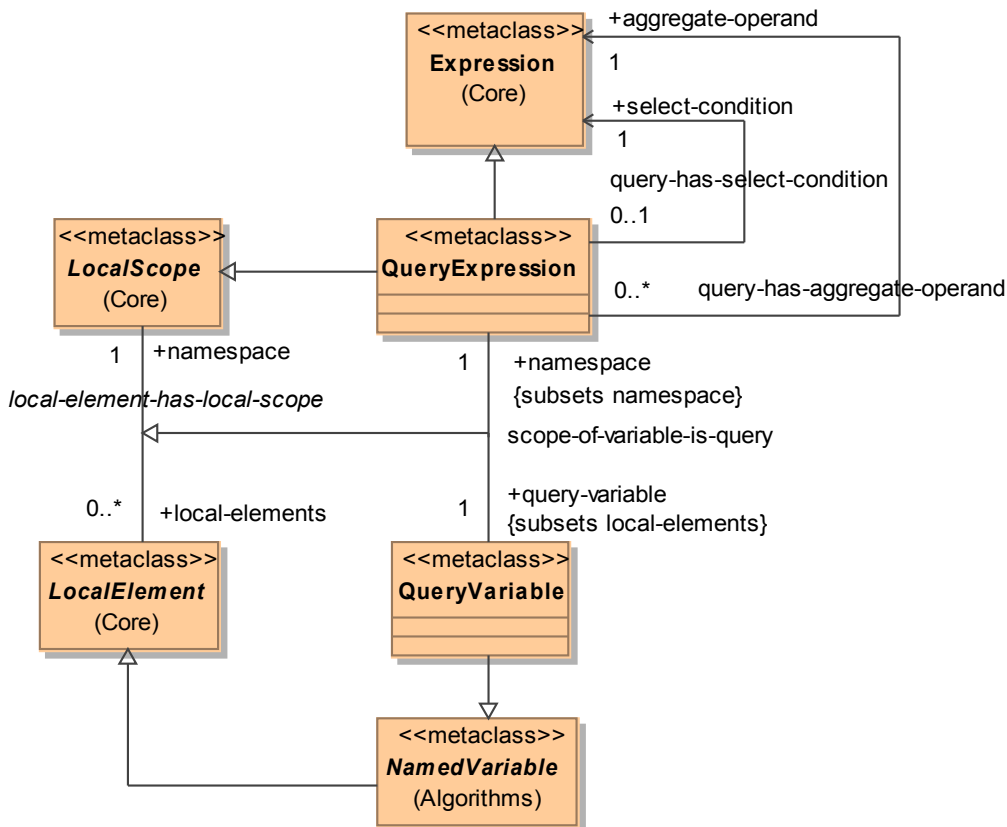 +aggregate-operand
<<metaclass>>
Expression
(Core)
1
+select-condition
1
query-has-select-condition
0..1
<<metaclass>>
LocalScope
(Core)
<<metaclass>>
QueryExpression
0..*
query-has-aggregate-operand
1
+namespace
1
+namespace
{subsets namespace}
local-element-has-local-scope
scope-of-variable-is-query
0..*
+local-elements
1
+query-variable
{subsets local-elements}
<<metaclass>>
LocalElement
(Core)
<<metaclass>>
QueryVariable
<<metaclass>>
NamedVariable
(Algorithms)